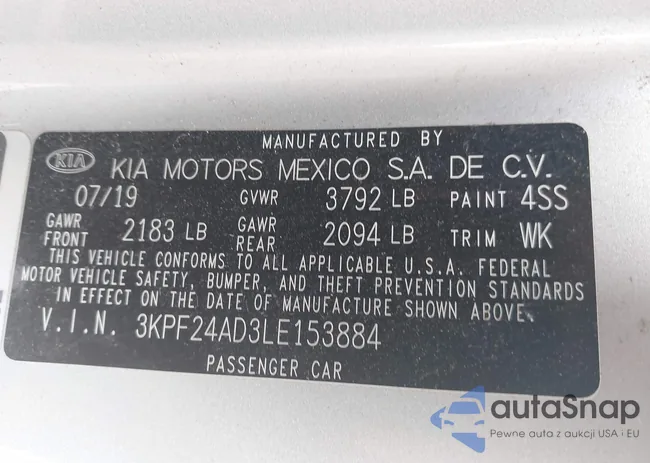 MANUFACTURED BY
KIA KIA MOTORS MEXICO S.A. DE C.V.
07/19 GVWR 3792 LB PAINT 4SS
GAWR FRONT 2183 LB GAWR REAR 2094 LB TRIM WK
THIS VEHICLE CONFORMS TO ALL APPLICABLE U.S.A. FEDERAL
MOTOR VEHICLE SAFETY, BUMPER, AND THEFT PREVENTION STANDARDS
IN EFFECT ON THE DATE OF MANUFACTURE SHOWN ABOVE.
V.I.N. 3KPF24AD3LE153884
PASSENGER CAR
autaSnap
Pewne auta z aukcji USA i EU